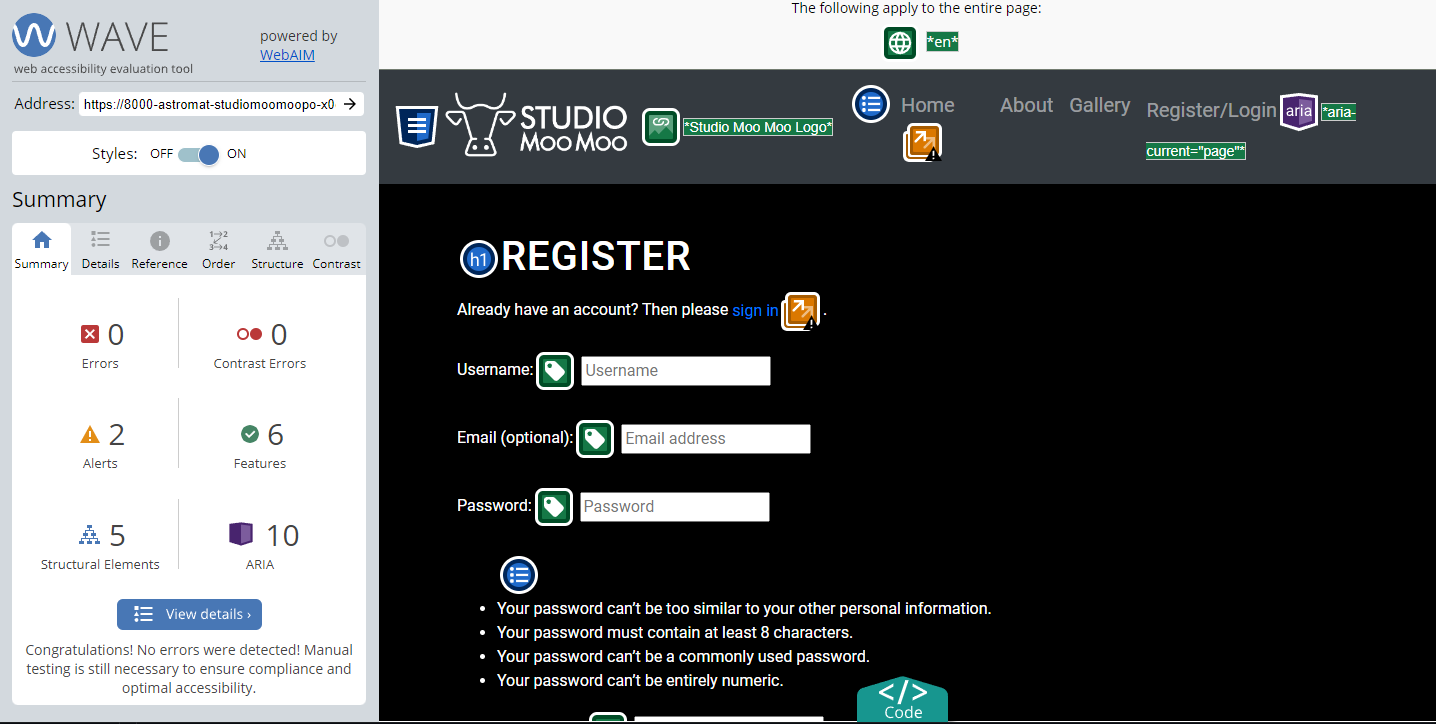 WAVE
powered by
WebAIM
web accessibility evaluation tool
Address: https://8000-astromat-studiomoomoopo-x0
Styles: OFF ON
Summary
Summary Details Reference Order Structure Contrast
0 Errors
0 Contrast Errors
2 Alerts
6 Features
5 Structural Elements
10 ARIA
View details ›
Congratulations! No errors were detected! Manual
testing is still necessary to ensure compliance and
optimal accessibility.
The following apply to the entire page:
*en*
STUDIO
MOO MOO
*Studio Moo Moo Logo*
Home About Gallery Register/Login aria *aria-
current="page"*
h1 REGISTER
Already have an account? Then please sign in .
Username: Username
Email (optional): Email address
Password: Password
• Your password can’t be too similar to your other personal information.
• Your password must contain at least 8 characters.
• Your password can’t be a commonly used password.
• Your password can’t be entirely numeric.
</>
Code